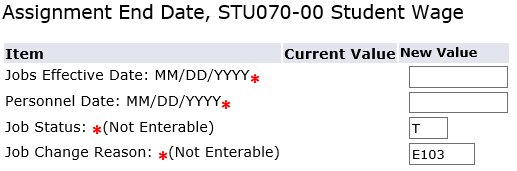 Assignment End Date, STU070-00 Student Wage
Item Current Value New Value
Jobs Effective Date: MM/DD/YYYY*
Personnel Date: MM/DD/YYYY*
Job Status: *(Not Enterable) T
Job Change Reason: *(Not Enterable) E103